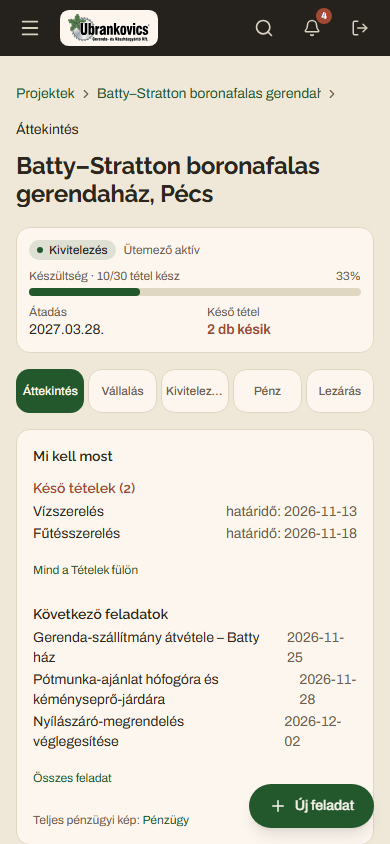 Ubrankovics
Gerenda- és Rönkházgyártó Kft.
4
Projektek > Batty–Stratton boronafalas gerendah >
Áttekintés
Batty–Stratton boronafalas
gerendaház, Pécs
Kivitelezés Ütemező aktív
Készültség · 10/30 tétel kész 33%
Átadás Késő tétel
2027.03.28. 2 db késik
Áttekintés Vállalás Kivitelez... Pénz Lezárás
Mi kell most
Késő tételek (2)
Vízszerelés határidő: 2026-11-13
Fűtésszerelés határidő: 2026-11-18
Mind a Tételek fülön
Következő feladatok
Gerenda-szállítmány átvétele – Batty 2026-11-
ház 25
Pótmunka-ajánlat hófogóra és 2026-11-
kéményseprő-járdára 28
Nyílászáró-megrendelés 2026-12-
véglegesítése 02
Összes feladat
Új feladat
Teljes pénzügyi kép: Pénzügy